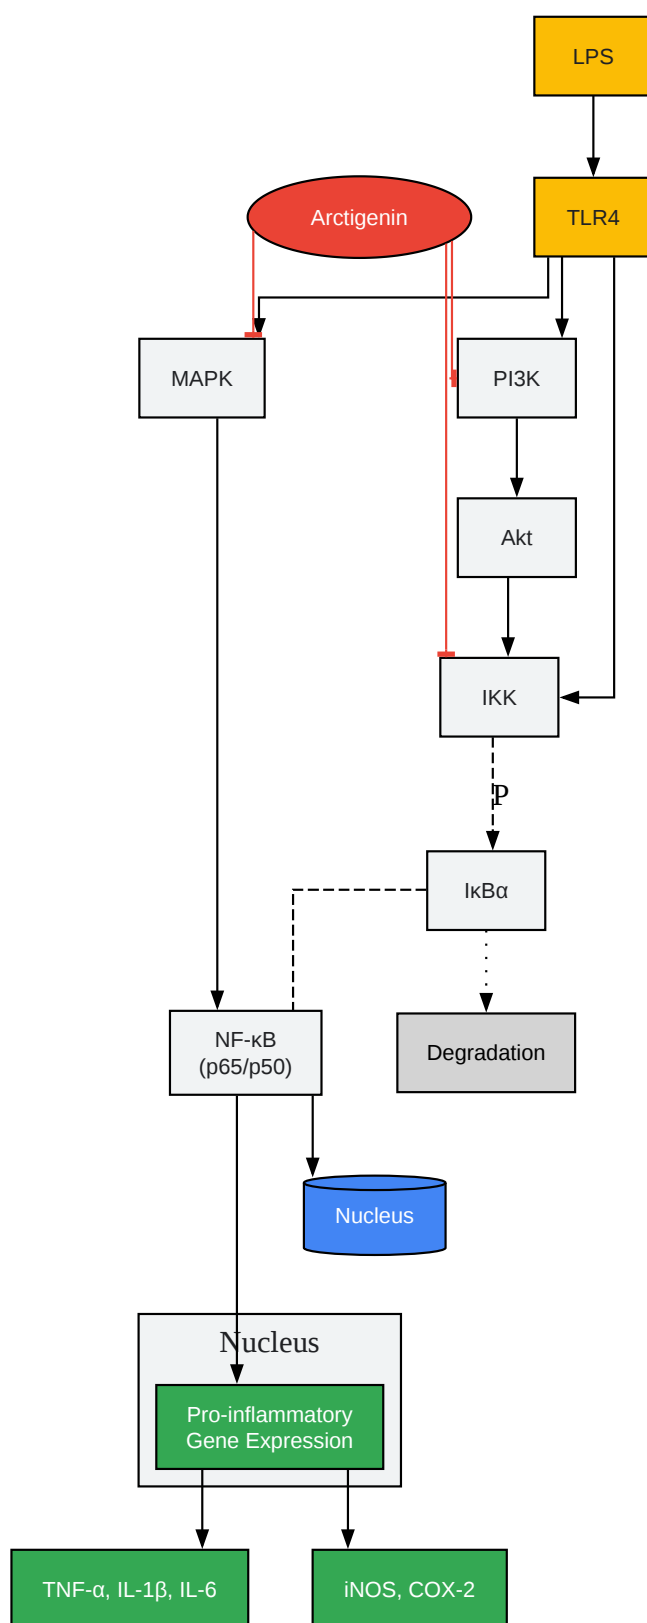 LPS
Arctigenin
TLR4
MAPK
PI3K
Akt
IKK
P
IκBα
NF-κB
(p65/p50)
Degradation
Nucleus
Nucleus
Pro-inflammatory
Gene Expression
TNF-α, IL-1β, IL-6
iNOS, COX-2